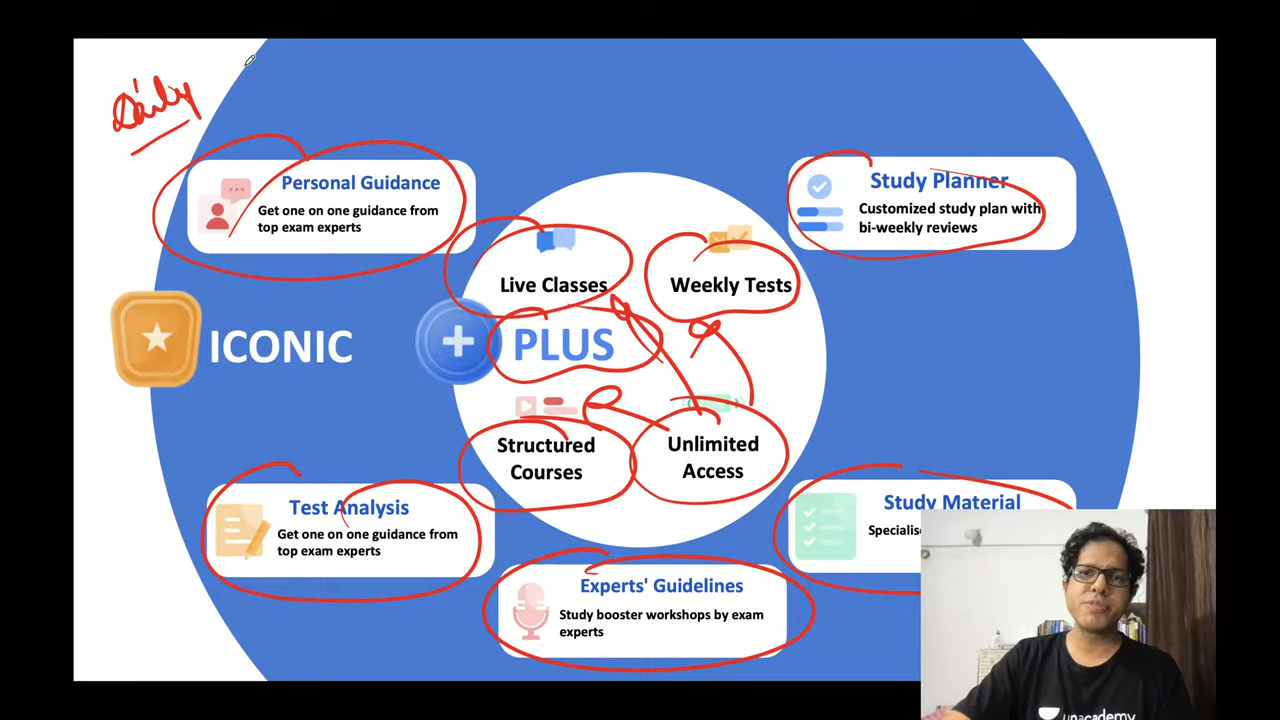 Daily
Personal Guidance
Get one on one guidance from
top exam experts
Study Planner
Customized study plan with
bi-weekly reviews
Live Classes
Weekly Tests
ICONIC
PLUS
Structured
Courses
Unlimited
Access
Test Analysis
Get one on one guidance from
top exam experts
Study Material
Experts' Guidelines
Study booster workshops by exam
experts
unacademy